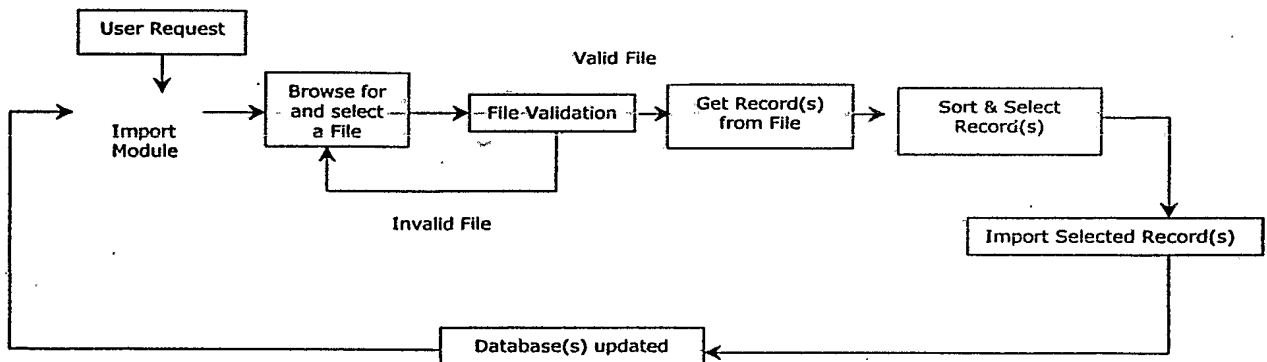 User Request
Valid File
Import
Module
Browse for
and select
a File
File Validation
Get Record(s)
from File
Sort & Select
Record(s)
Invalid File
Import Selected Record(s)
Database(s) updated